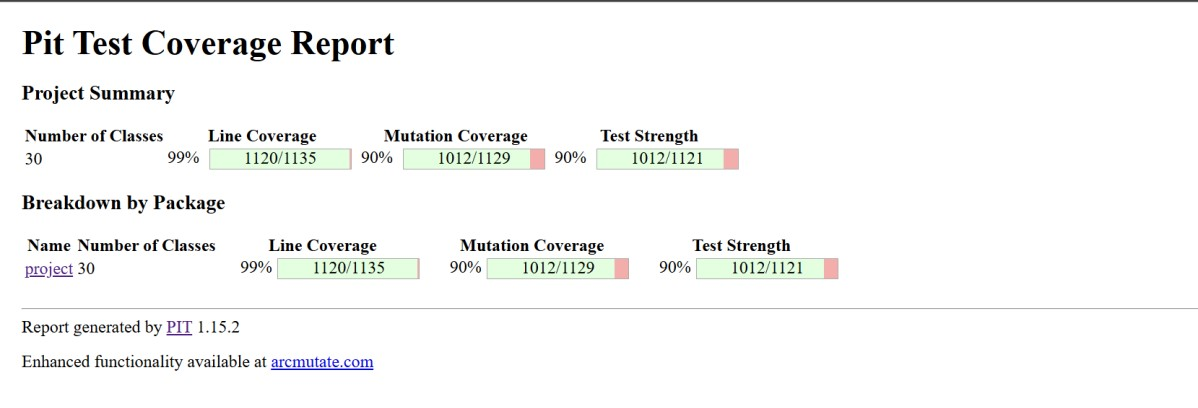 Pit Test Coverage Report
Project Summary
Number of Classes Line Coverage Mutation Coverage Test Strength
30 99% 1120/1135 90% 1012/1129 90% 1012/1121
Breakdown by Package
Name Number of Classes Line Coverage Mutation Coverage Test Strength
project 30 99% 1120/1135 90% 1012/1129 90% 1012/1121
Report generated by PIT 1.15.2
Enhanced functionality available at arcmutate.com